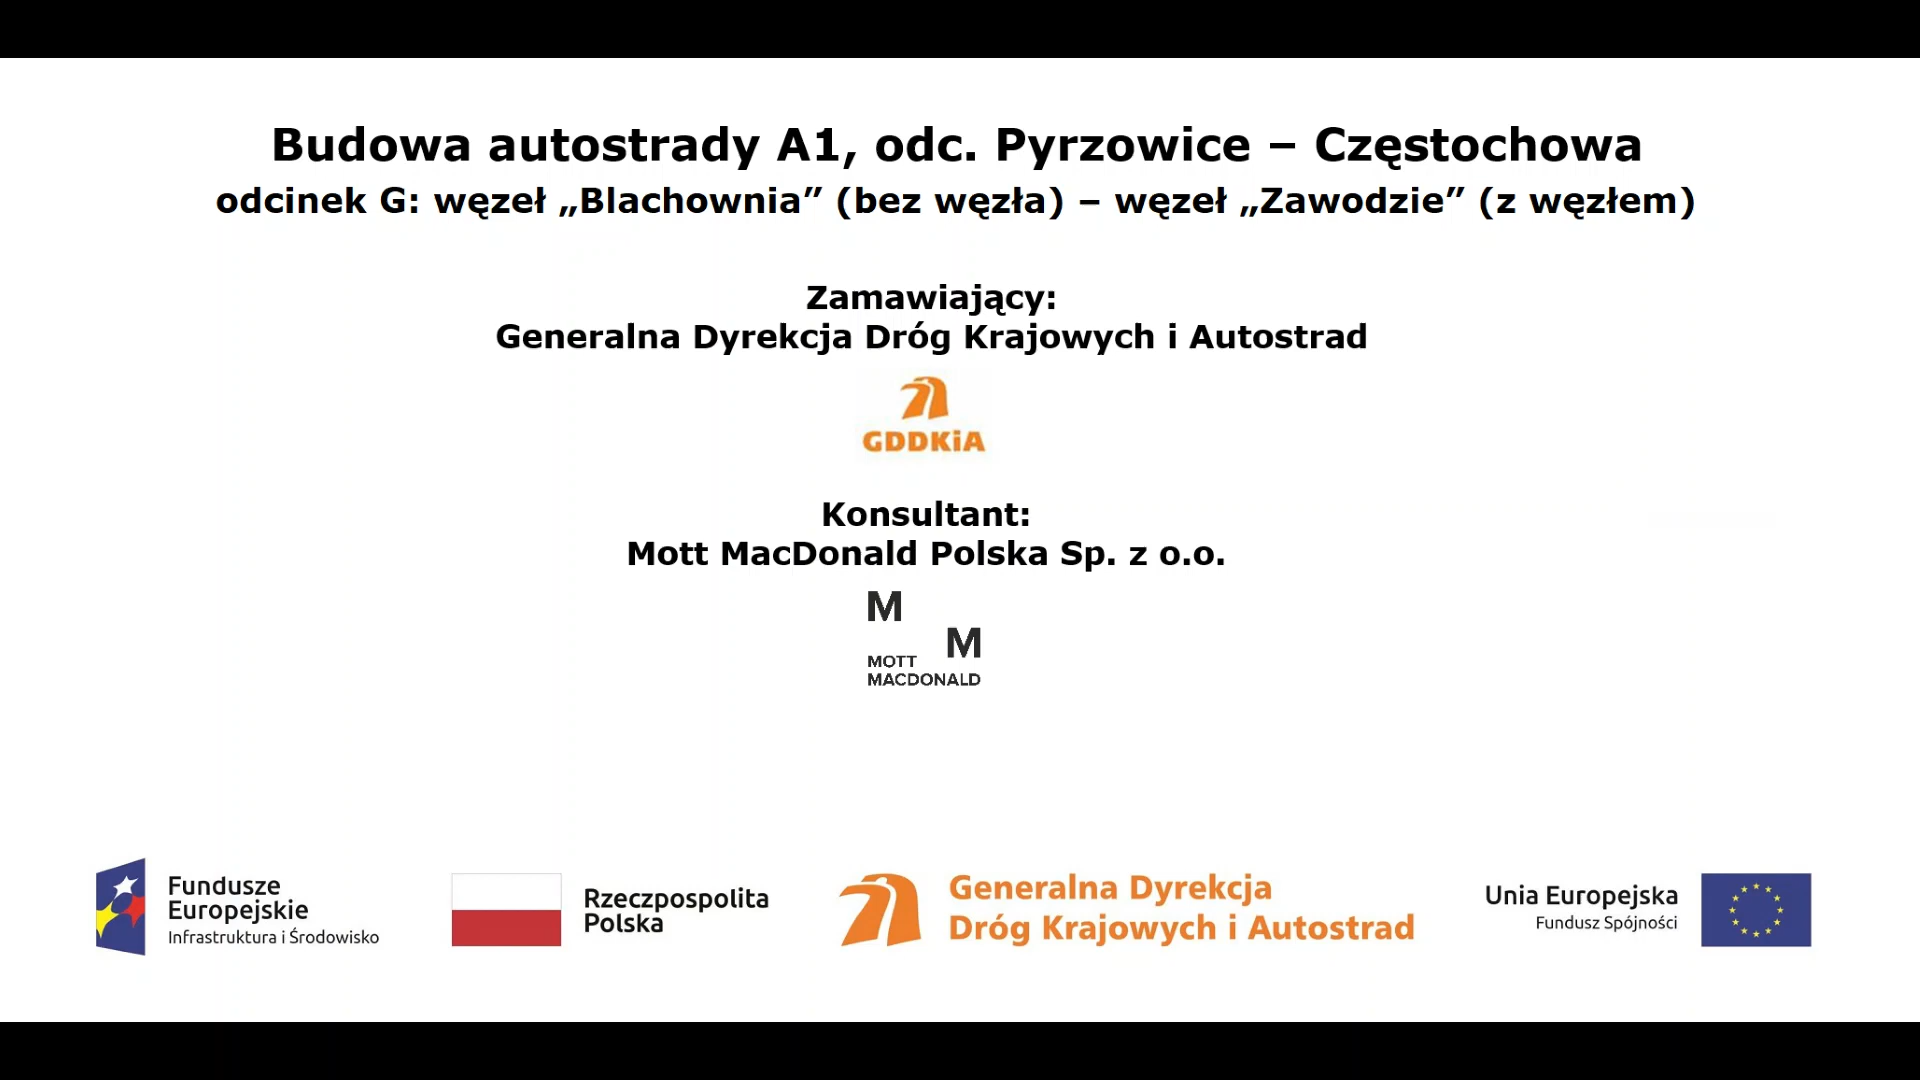 Budowa autostrady A1, odc. Pyrzowice – Częstochowa
odcinek G: węzeł „Blachownia” (bez węzła) – węzeł „Zawodzie” (z węzłem)
Zamawiający:
Generalna Dyrekcja Dróg Krajowych i Autostrad
GDDKiA
Konsultant:
Mott MacDonald Polska Sp. z o.o.
M
M
MOTT
MACDONALD
Fundusze
Europejskie
Infrastruktura i Środowisko
Rzeczpospolita
Polska
Generalna Dyrekcja
Dróg Krajowych i Autostrad
Unia Europejska
Fundusz Spójności